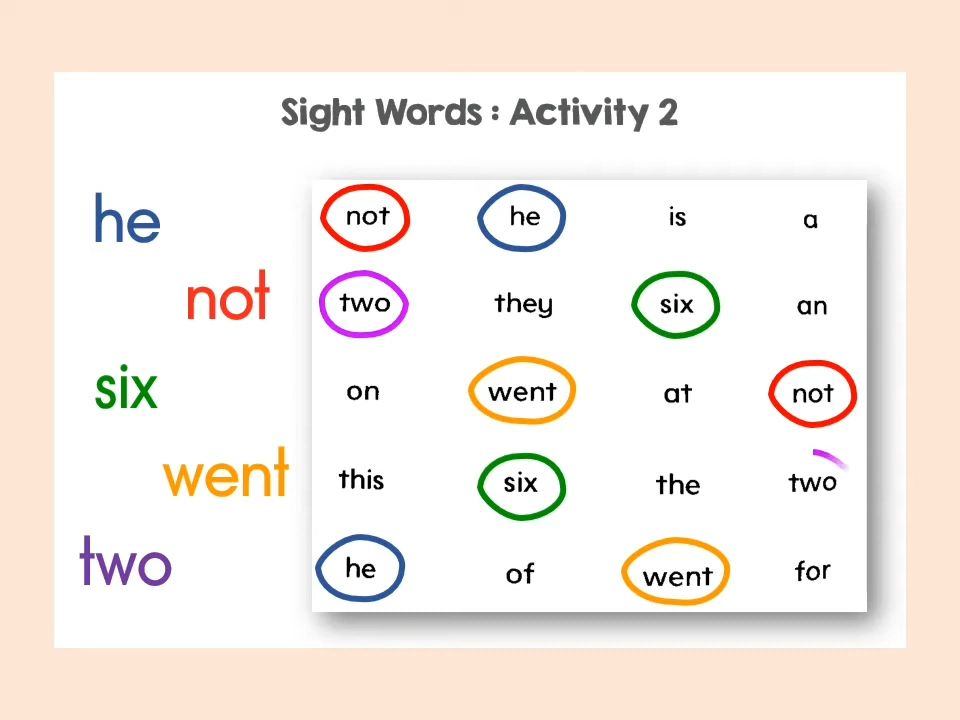 Sight Words : Activity 2
he
not
six
went
two
not he is a
two they six an
on went at not
this six the two
he of went for